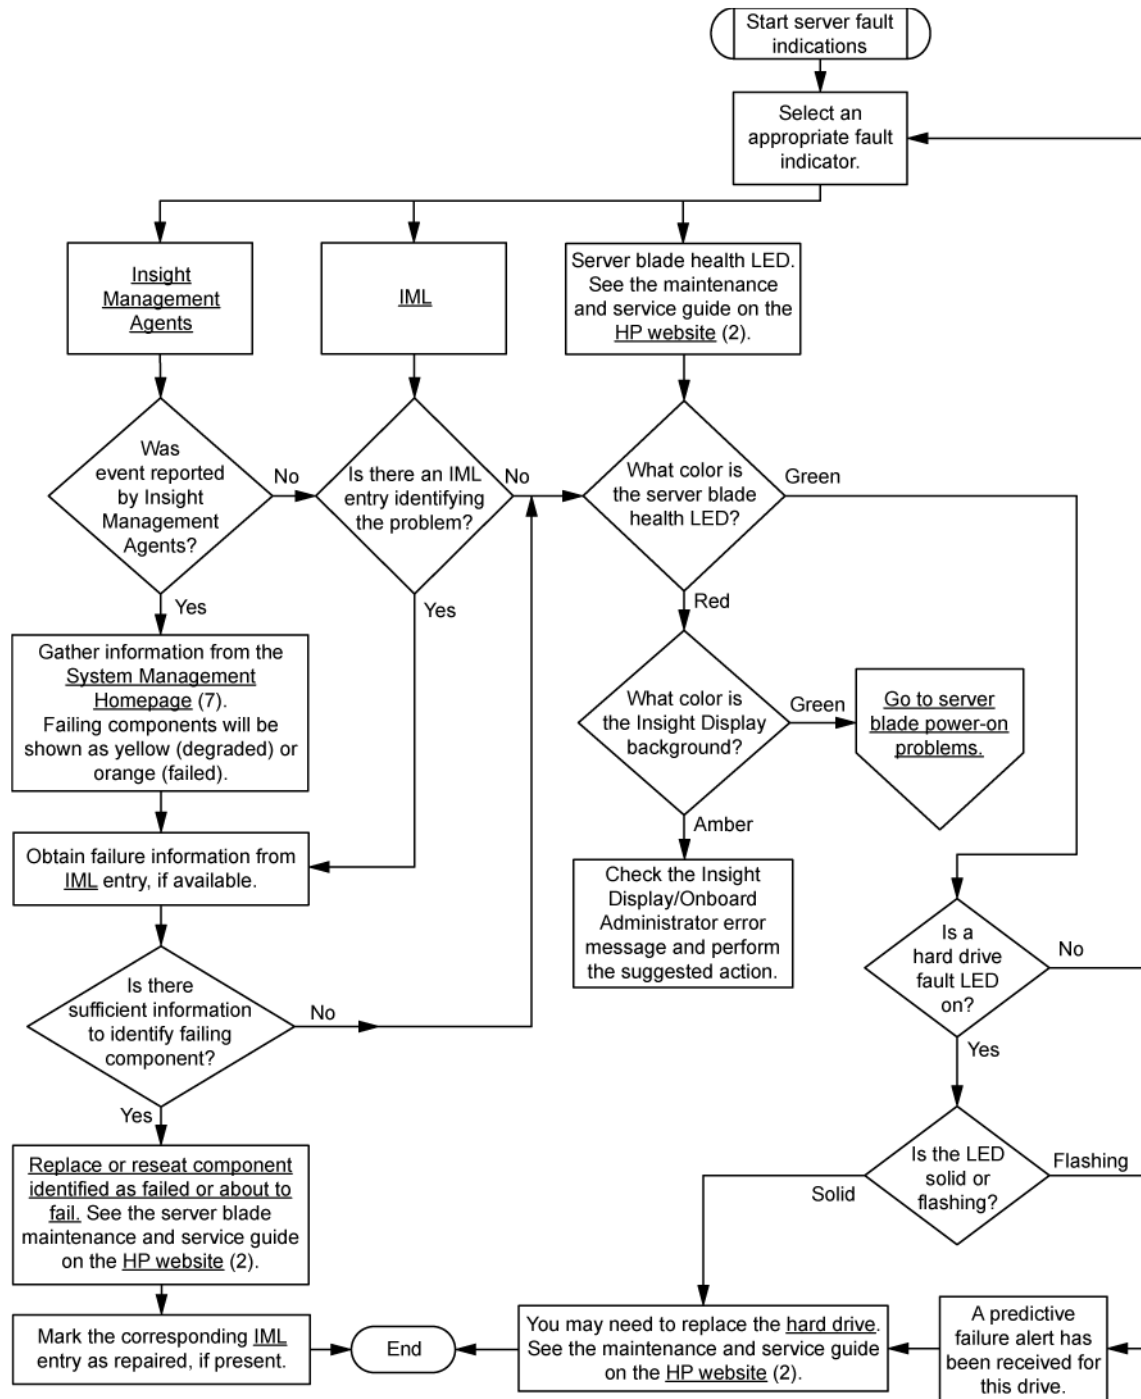 Start server fault
indications
Select an
appropriate fault
indicator.
Insight
Management
Agents
IML
Server blade health LED.
See the maintenance
and service guide on the
HP website (2).
Was
event reported
by Insight
Management
Agents?
No
Is there an IML
entry identifying
the problem?
No
What color is
the server blade
health LED?
Green
Yes
Yes
Red
Gather information from the
System Management
Homepage (7).
Failing components will be
shown as yellow (degraded) or
orange (failed).
What color is
the Insight Display
background?
Green
Go to server
blade power-on
problems.
Amber
Obtain failure information from
IML entry, if available.
Check the Insight
Display/Onboard
Administrator error
message and perform
the suggested action.
Is a
hard drive
fault LED
on?
No
Is there
sufficient information
to identify failing
component?
No
Yes
Yes
Is the LED
solid or
flashing?
Flashing
Solid
Replace or reseat component
identified as failed or about to
fail. See the server blade
maintenance and service guide
on the HP website (2).
Mark the corresponding IML
entry as repaired, if present.
End
You may need to replace the hard drive.
See the maintenance and service guide
on the HP website (2).
A predictive
failure alert has
been received for
this drive.